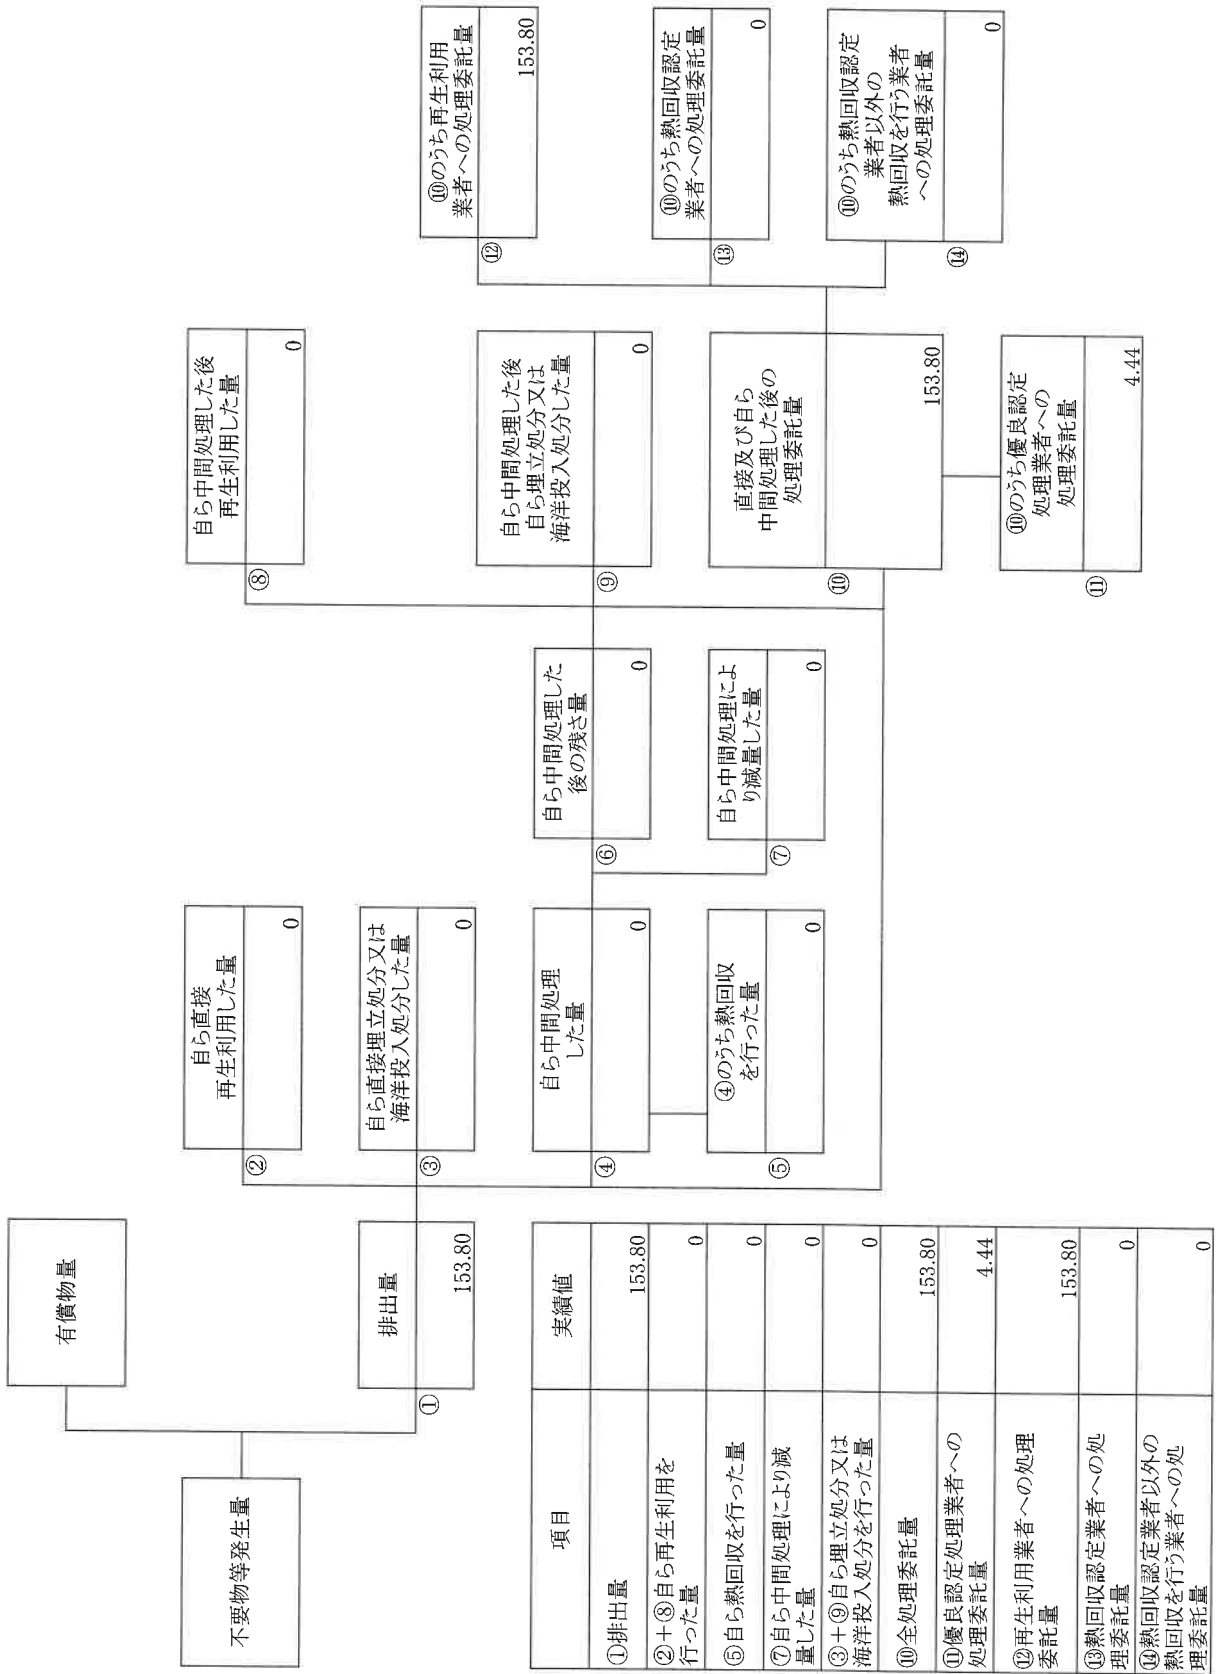 不要物等発生量
有償物量
①
排出量
153.80
②
自ら直接
再生利用した量
0
③
自ら直接埋立処分又は
海洋投入処分した量
0
④
自ら中間処理
した量
0
⑤
④のうち熱回収
を行った量
0
⑥
自ら中間処理した
後の残さ量
0
⑦
自ら中間処理によ
り減量した量
0
⑧
自ら中間処理した後
再生利用した量
0
⑨
自ら中間処理した後
自ら埋立処分又は
海洋投入処分した量
0
⑩
直接及び自ら
中間処理した後の
処理委託量
153.80
⑪
⑩のうち優良認定
処理業者への
処理委託量
4.44
⑫
⑩のうち再生利用
業者への処理委託量
153.80
⑬
⑩のうち熱回収認定
業者への処理委託量
0
⑭
⑩のうち熱回収認定
業者以外の
熱回収を行う業者
への処理委託量
0
項目 実績値
①排出量 153.80
②+⑧自ら再生利用を
行った量 0
⑤自ら熱回収を行った量 0
⑦自ら中間処理により減
量した量 0
③+⑨自ら埋立処分又は
海洋投入処分を行った量 0
⑩全処理委託量 153.80
⑪優良認定処理業者への
処理委託量 4.44
⑫再生利用業者への処理
委託量 153.80
⑬熱回収認定業者への処
理委託量 0
⑭熱回収認定業者以外の
熱回収を行う業者への処
理委託量 0